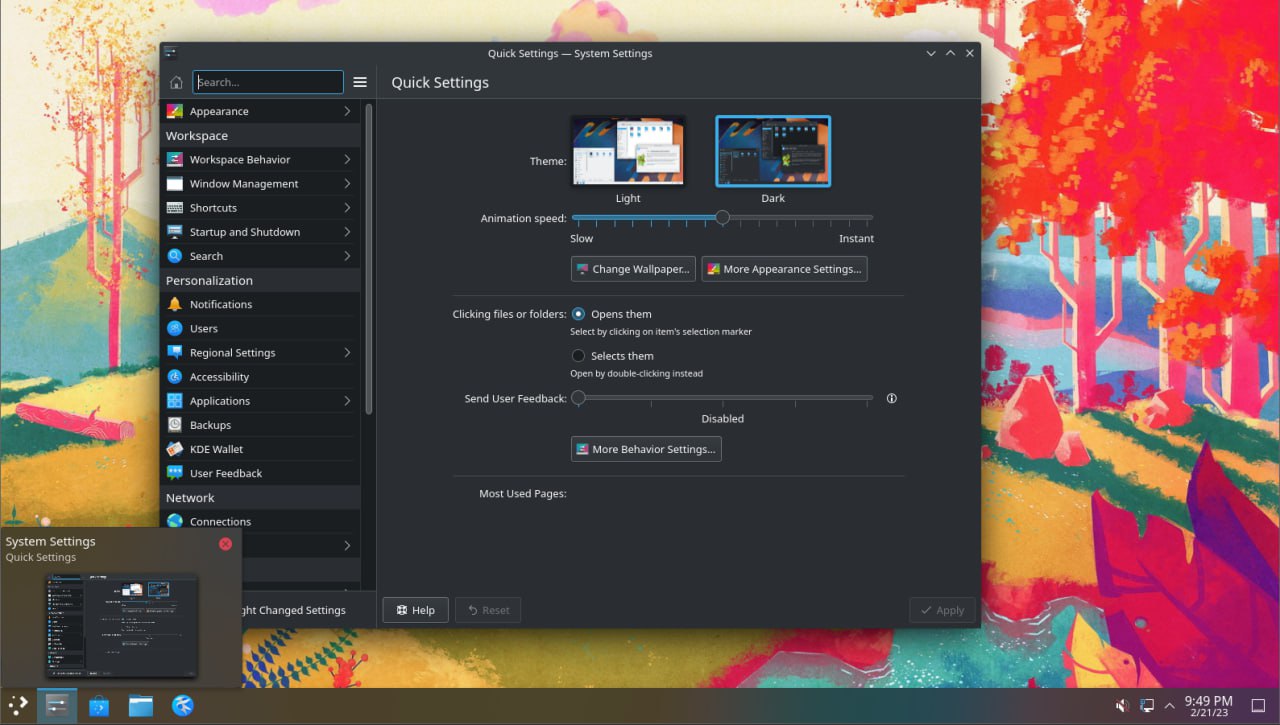 Quick Settings — System Settings
Search...
Quick Settings
Appearance
Workspace
Workspace Behavior
Window Management
Shortcuts
Startup and Shutdown
Search
Personalization
Notifications
Users
Regional Settings
Accessibility
Applications
Backups
KDE Wallet
User Feedback
Network
Connections
Theme:
Light
Dark
Animation speed:
Slow
Instant
Change Wallpaper...
More Appearance Settings...
Clicking files or folders:
Opens them
Select by clicking on item's selection marker
Selects them
Open by double-clicking instead
Send User Feedback:
Disabled
More Behavior Settings...
Most Used Pages:
System Settings
Quick Settings
ght Changed Settings
Help
Reset
Apply
9:49 PM
2/21/23